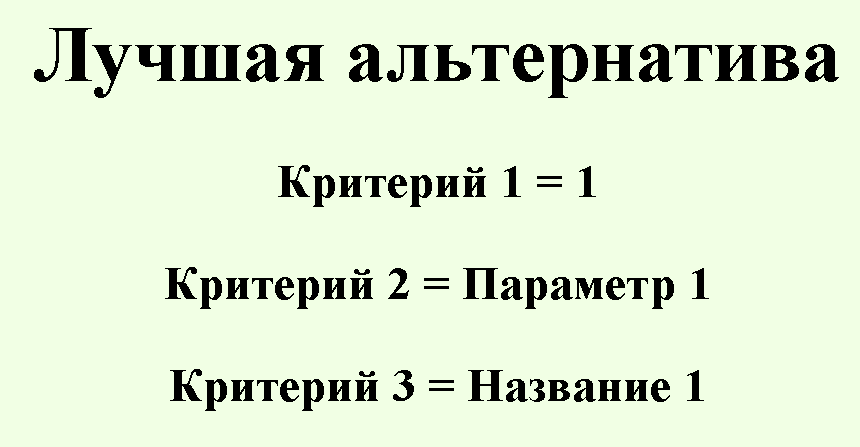 Лучшая альтернатива
Критерий 1 = 1
Критерий 2 = Параметр 1
Критерий 3 = Название 1